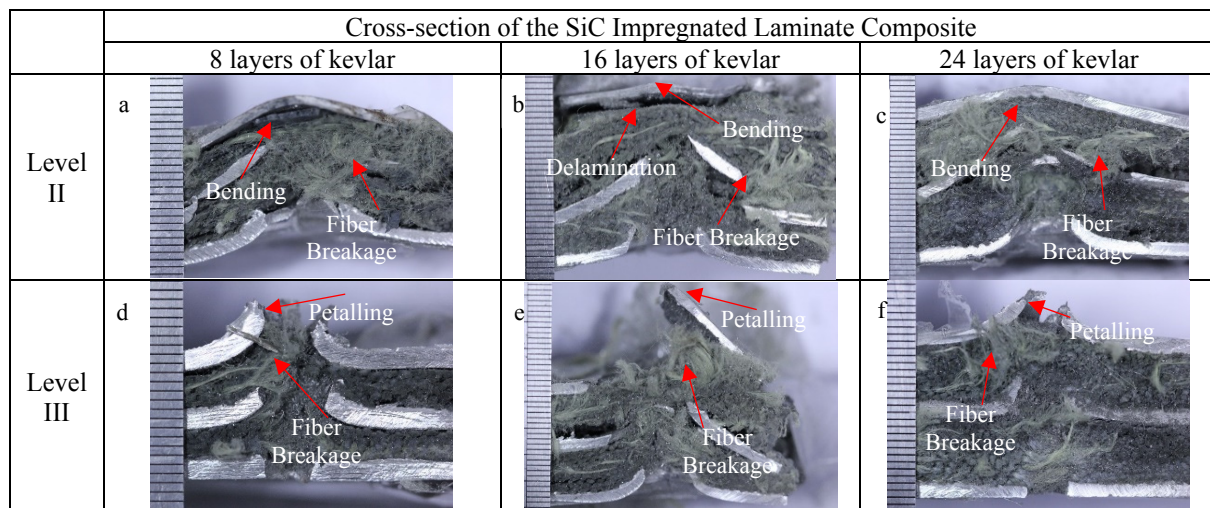 Cross-section of the SiC Impregnated Laminate Composite
8 layers of kevlar
16 layers of kevlar
24 layers of kevlar
Level
II
a
Bending
Fiber
Breakage
b
Bending
Delamination
Fiber Breakage
c
Bending
Fiber
Breakage
Level
III
d
Petalling
Fiber
Breakage
e
Petalling
Fiber
Breakage
f
Petalling
Fiber
Breakage